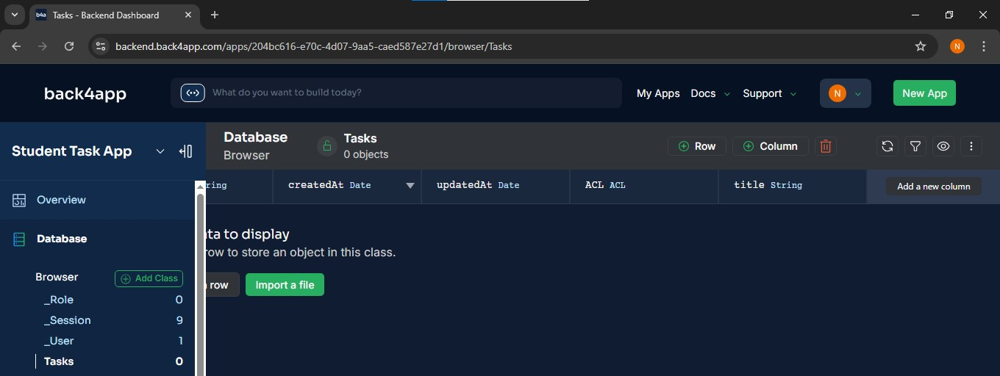 b4a Tasks - Backend Dashboard
backend.back4app.com/apps/204bc616-e70c-4d07-9aa5-caed587e27d1/browser/Tasks
N
back4app
What do you want to build today?
My Apps Docs Support
N
New App
Student Task App
Database
Browser
Tasks
0 objects
Row
Column
ring
createdAt Date
updatedAt Date
ACL ACL
title String
Add a new column
Overview
Database
Browser
Add Class
_Role 0
_Session 9
_User 1
Tasks 0
ta to display
row to store an object in this class.
row
Import a file